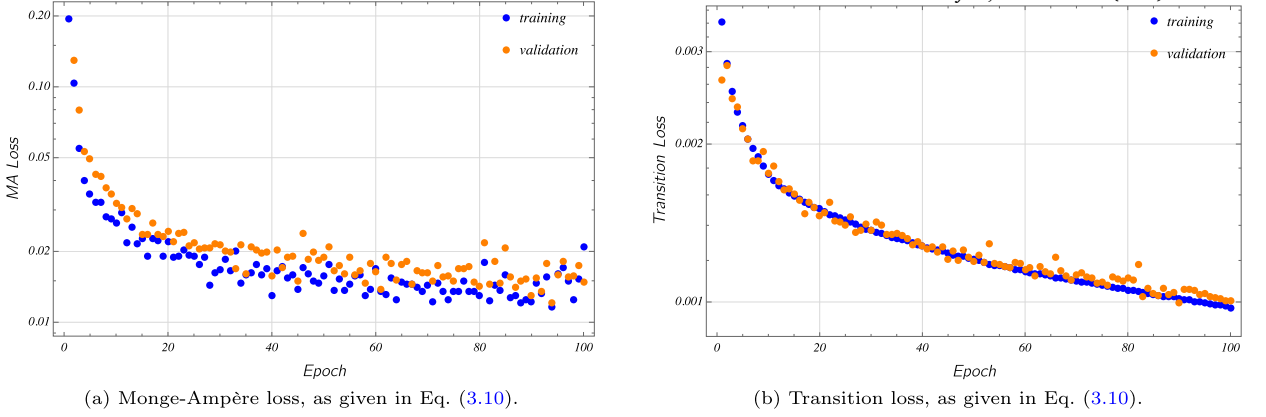 0.20
0.10
0.05
0.02
0.01
MA Loss
training
validation
0 20 40 60 80 100
Epoch
(a) Monge-Ampère loss, as given in Eq. (3.10).
0.003
0.002
0.001
Transition Loss
training
validation
0 20 40 60 80 100
Epoch
(b) Transition loss, as given in Eq. (3.10).